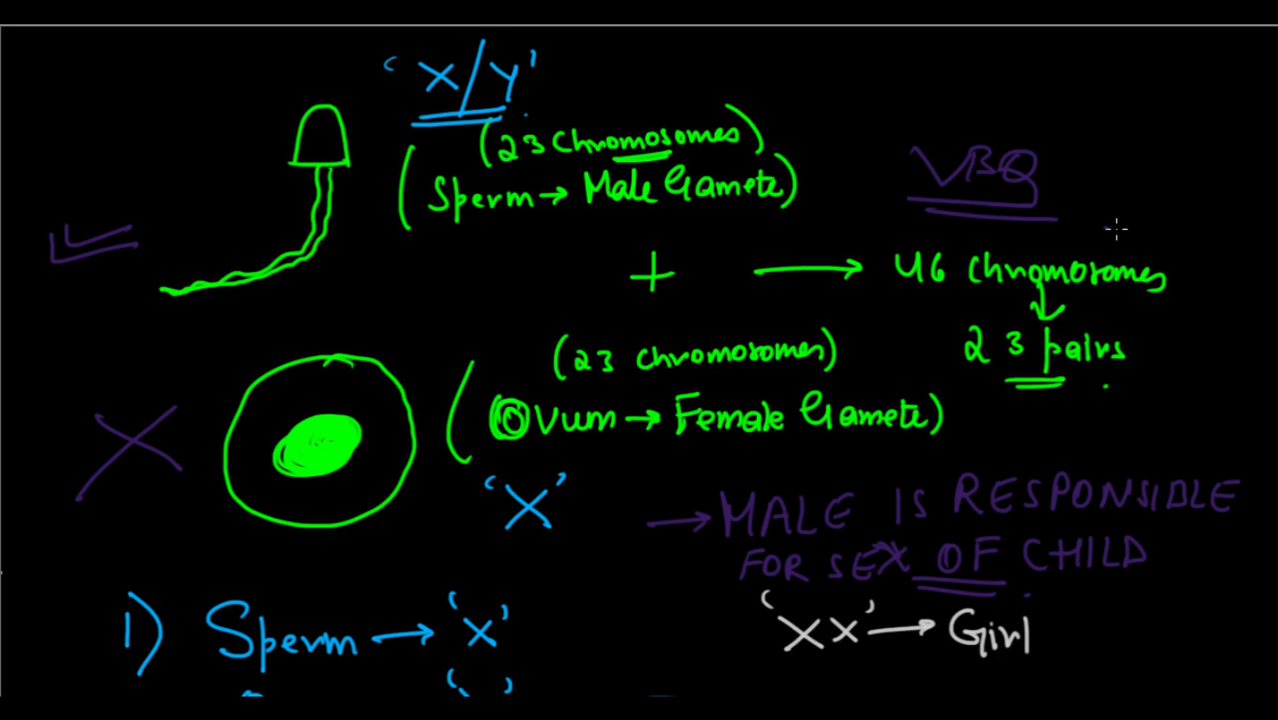 'X/Y'
(23 Chromosomes)
(Sperm → Male Gamete)
VBQ
+ → 46 chromosomes
23 pairs
(23 chromosomes)
(Ovum → Female Gamete)
'X'
→ MALE IS RESPONSIBLE
FOR SEX OF CHILD
1) Sperm → 'X'
'XX' → Girl